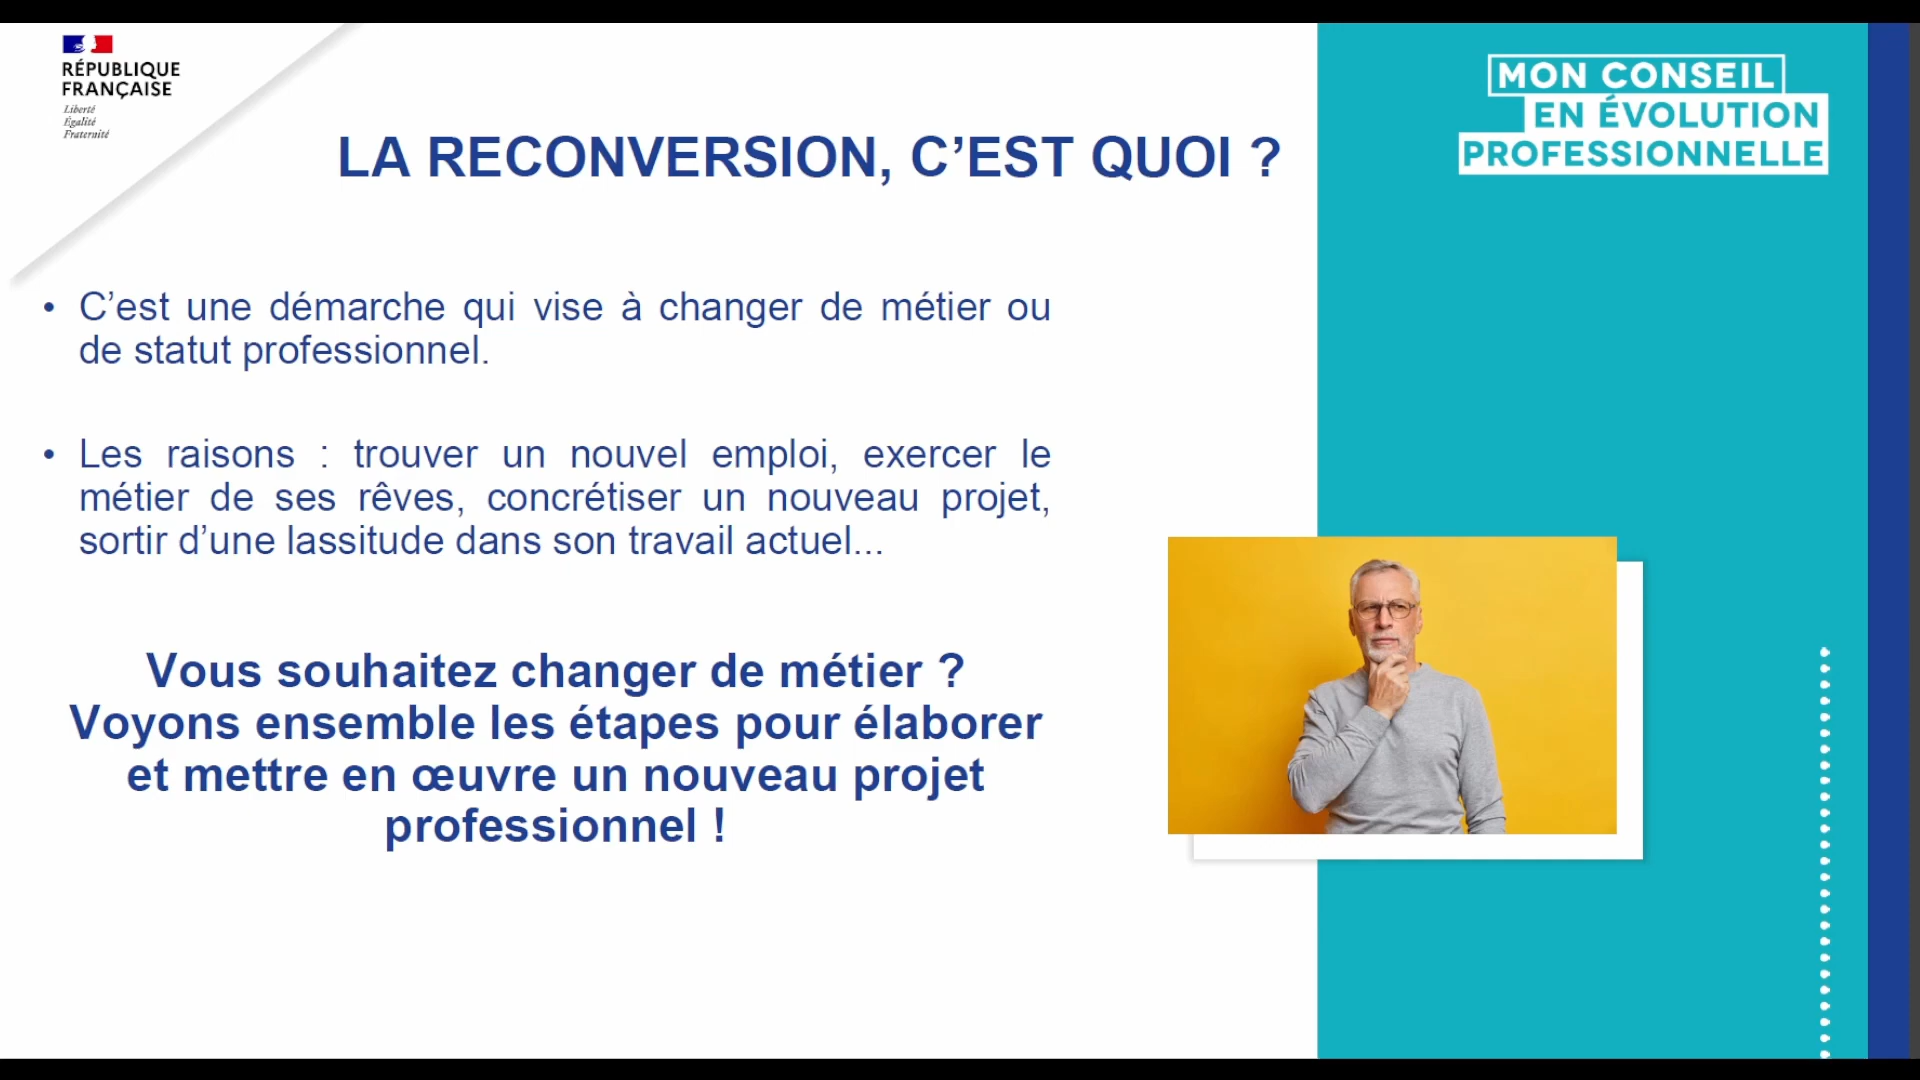 RÉPUBLIQUE
FRANÇAISE
Liberté
Égalité
Fraternité
MON CONSEIL
EN ÉVOLUTION
PROFESSIONNELLE
LA RECONVERSION, C’EST QUOI ?
• C’est une démarche qui vise à changer de métier ou
de statut professionnel.
• Les raisons : trouver un nouvel emploi, exercer le
métier de ses rêves, concrétiser un nouveau projet,
sortir d’une lassitude dans son travail actuel...
Vous souhaitez changer de métier ?
Voyons ensemble les étapes pour élaborer
et mettre en œuvre un nouveau projet
professionnel !